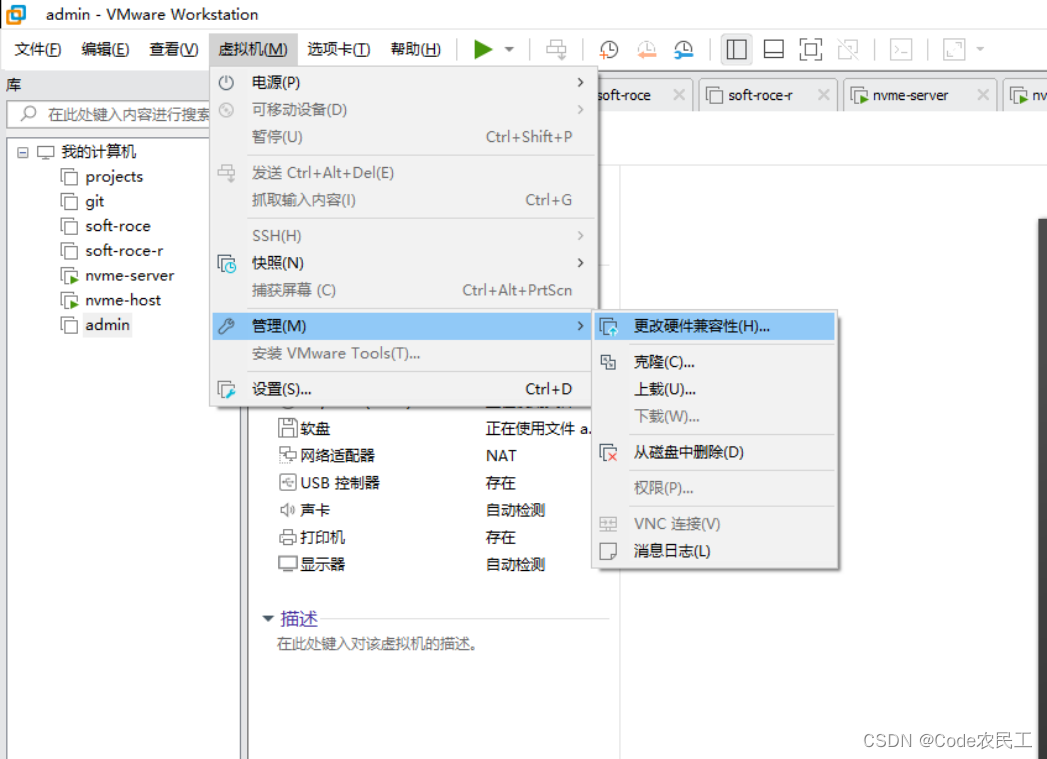 admin - VMware Workstation
文件(F) 编辑(E) 查看(V) 虚拟机(M) 选项卡(T) 帮助(H)
库
在此处键入内容进行搜索
soft-roce soft-roce-r nvme-server nv
我的计算机
projects
git
soft-roce
soft-roce-r
nvme-server
nvme-host
admin
电源(P)
可移动设备(D)
暂停(U) Ctrl+Shift+P
发送 Ctrl+Alt+Del(E)
抓取输入内容(I) Ctrl+G
SSH(H)
快照(N)
捕获屏幕 (C) Ctrl+Alt+PrtScn
管理(M)
安装 VMware Tools(T)...
设置(S)... Ctrl+D
更改硬件兼容性(H)...
克隆(C)...
上载(U)...
下载(W)...
从磁盘中删除(D)
权限(P)...
VNC 连接(V)
消息日志(L)
软盘 正在使用文件 a.
网络适配器 NAT
USB 控制器 存在
声卡 自动检测
打印机 存在
显示器 自动检测
描述
在此处键入对该虚拟机的描述。
CSDN @Code农民工